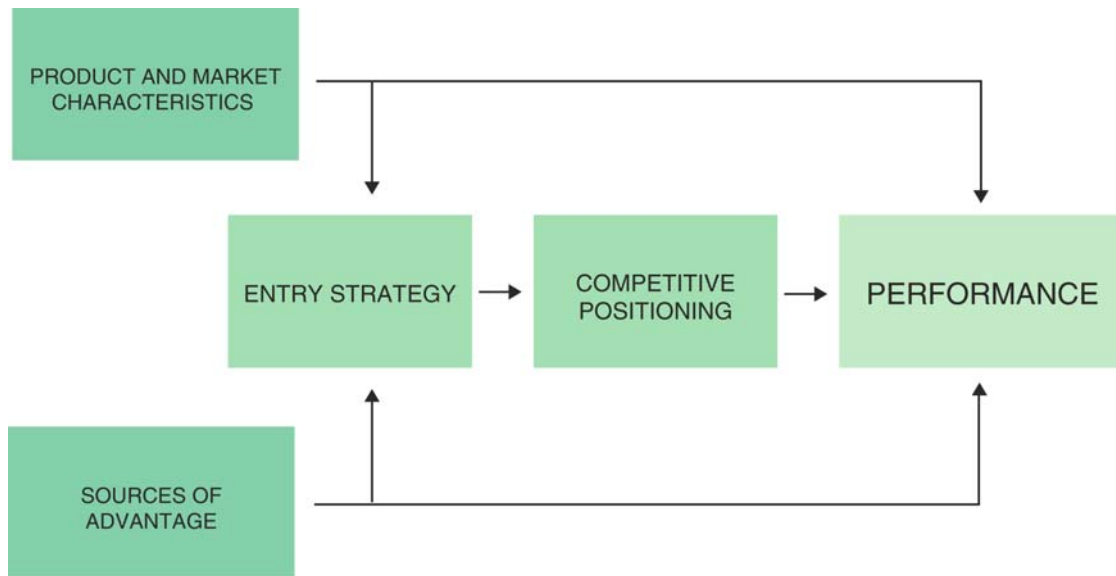 PRODUCT AND MARKET
CHARACTERISTICS
ENTRY STRATEGY
COMPETITIVE
POSITIONING
PERFORMANCE
SOURCES OF
ADVANTAGE